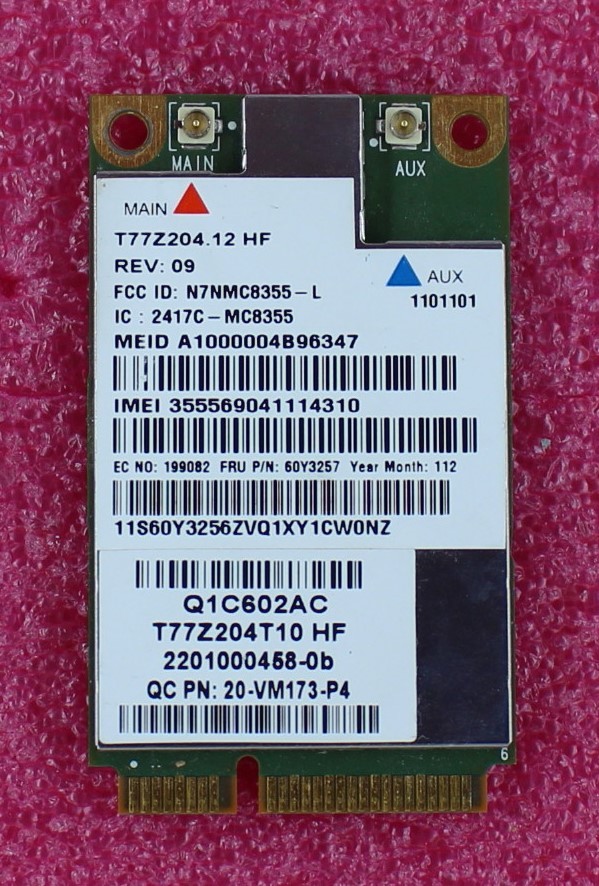 MAIN AUX
MAIN
T77Z204.12 HF
REV: 09
AUX
FCC ID: N7NMC8355-L
1101101
IC : 2417C-MC8355
MEID A1000004B96347
IMEI 355569041114310
EC NO: 199082 FRU P/N: 60Y3257 Year Month: 112
11S60Y3256ZVQ1XY1CW0NZ
Q1C602AC
T77Z204T10 HF
2201000458-0b
QC PN: 20-VM173-P4
6